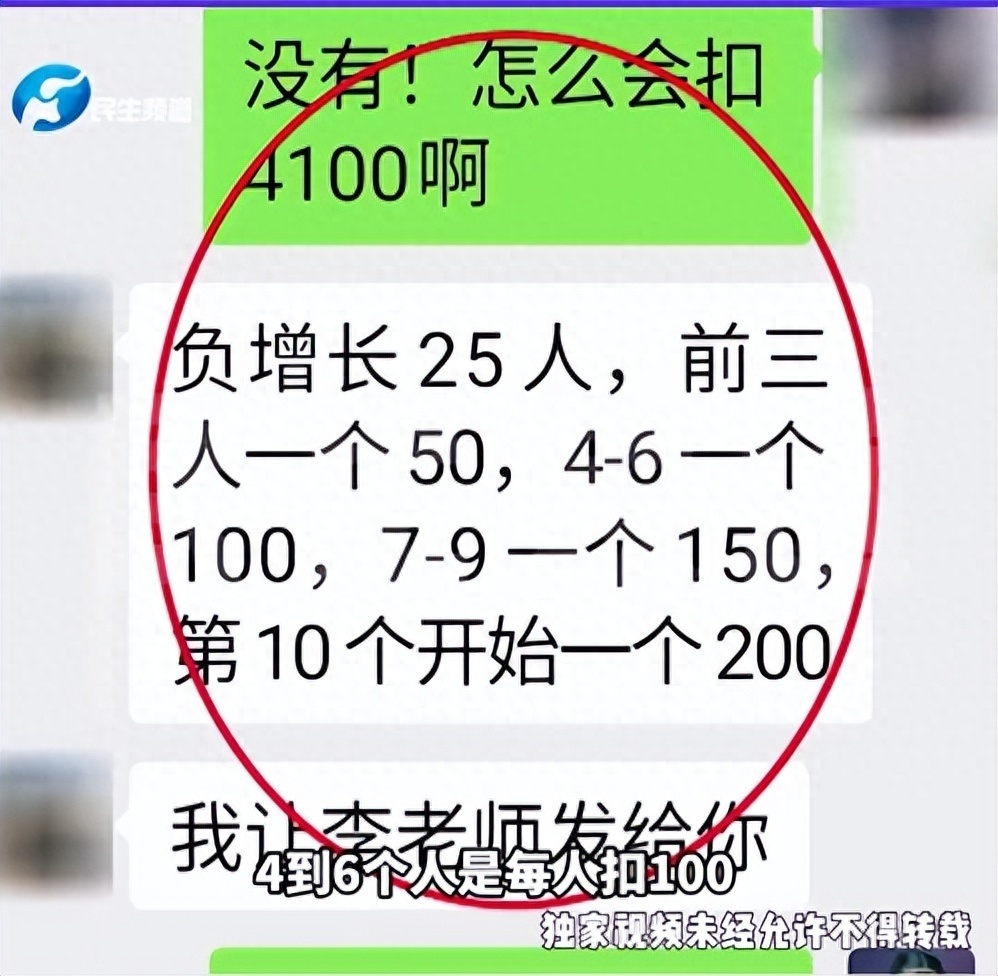 没有！怎么会扣
4100啊
民生频道
负增长25人，前三
人一个50，4-6一个
100，7-9一个150，
第10个开始一个200
我让李老师发给你
4到6个人是每人扣100
独家视频未经允许不得转载